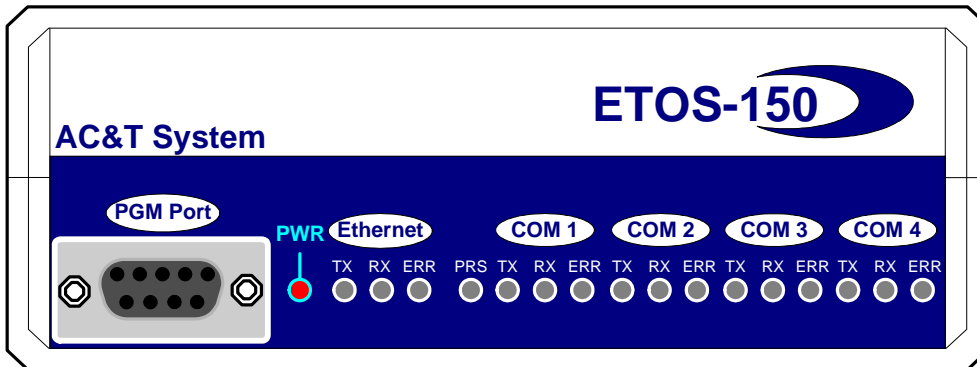 ETOS-150
AC&T System
PGM Port
PWR
Ethernet
COM 1
COM 2
COM 3
COM 4
TX RX ERR PRS TX RX ERR TX RX ERR TX RX ERR TX RX ERR